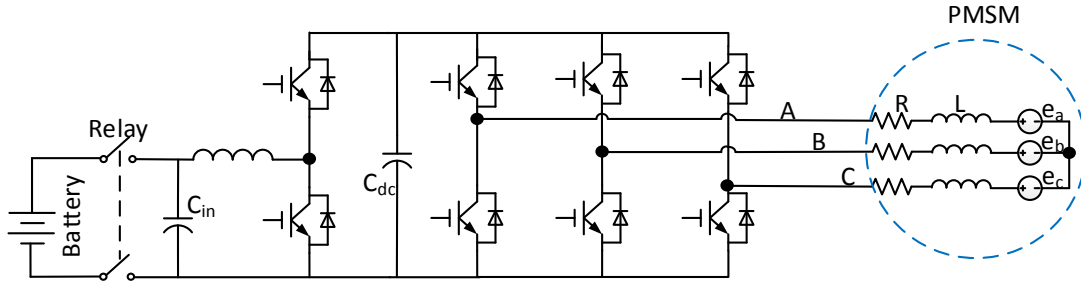 PMSM
A
R
L
e_a
Relay
B
e_b
C_dc
C
e_c
Battery
C_in